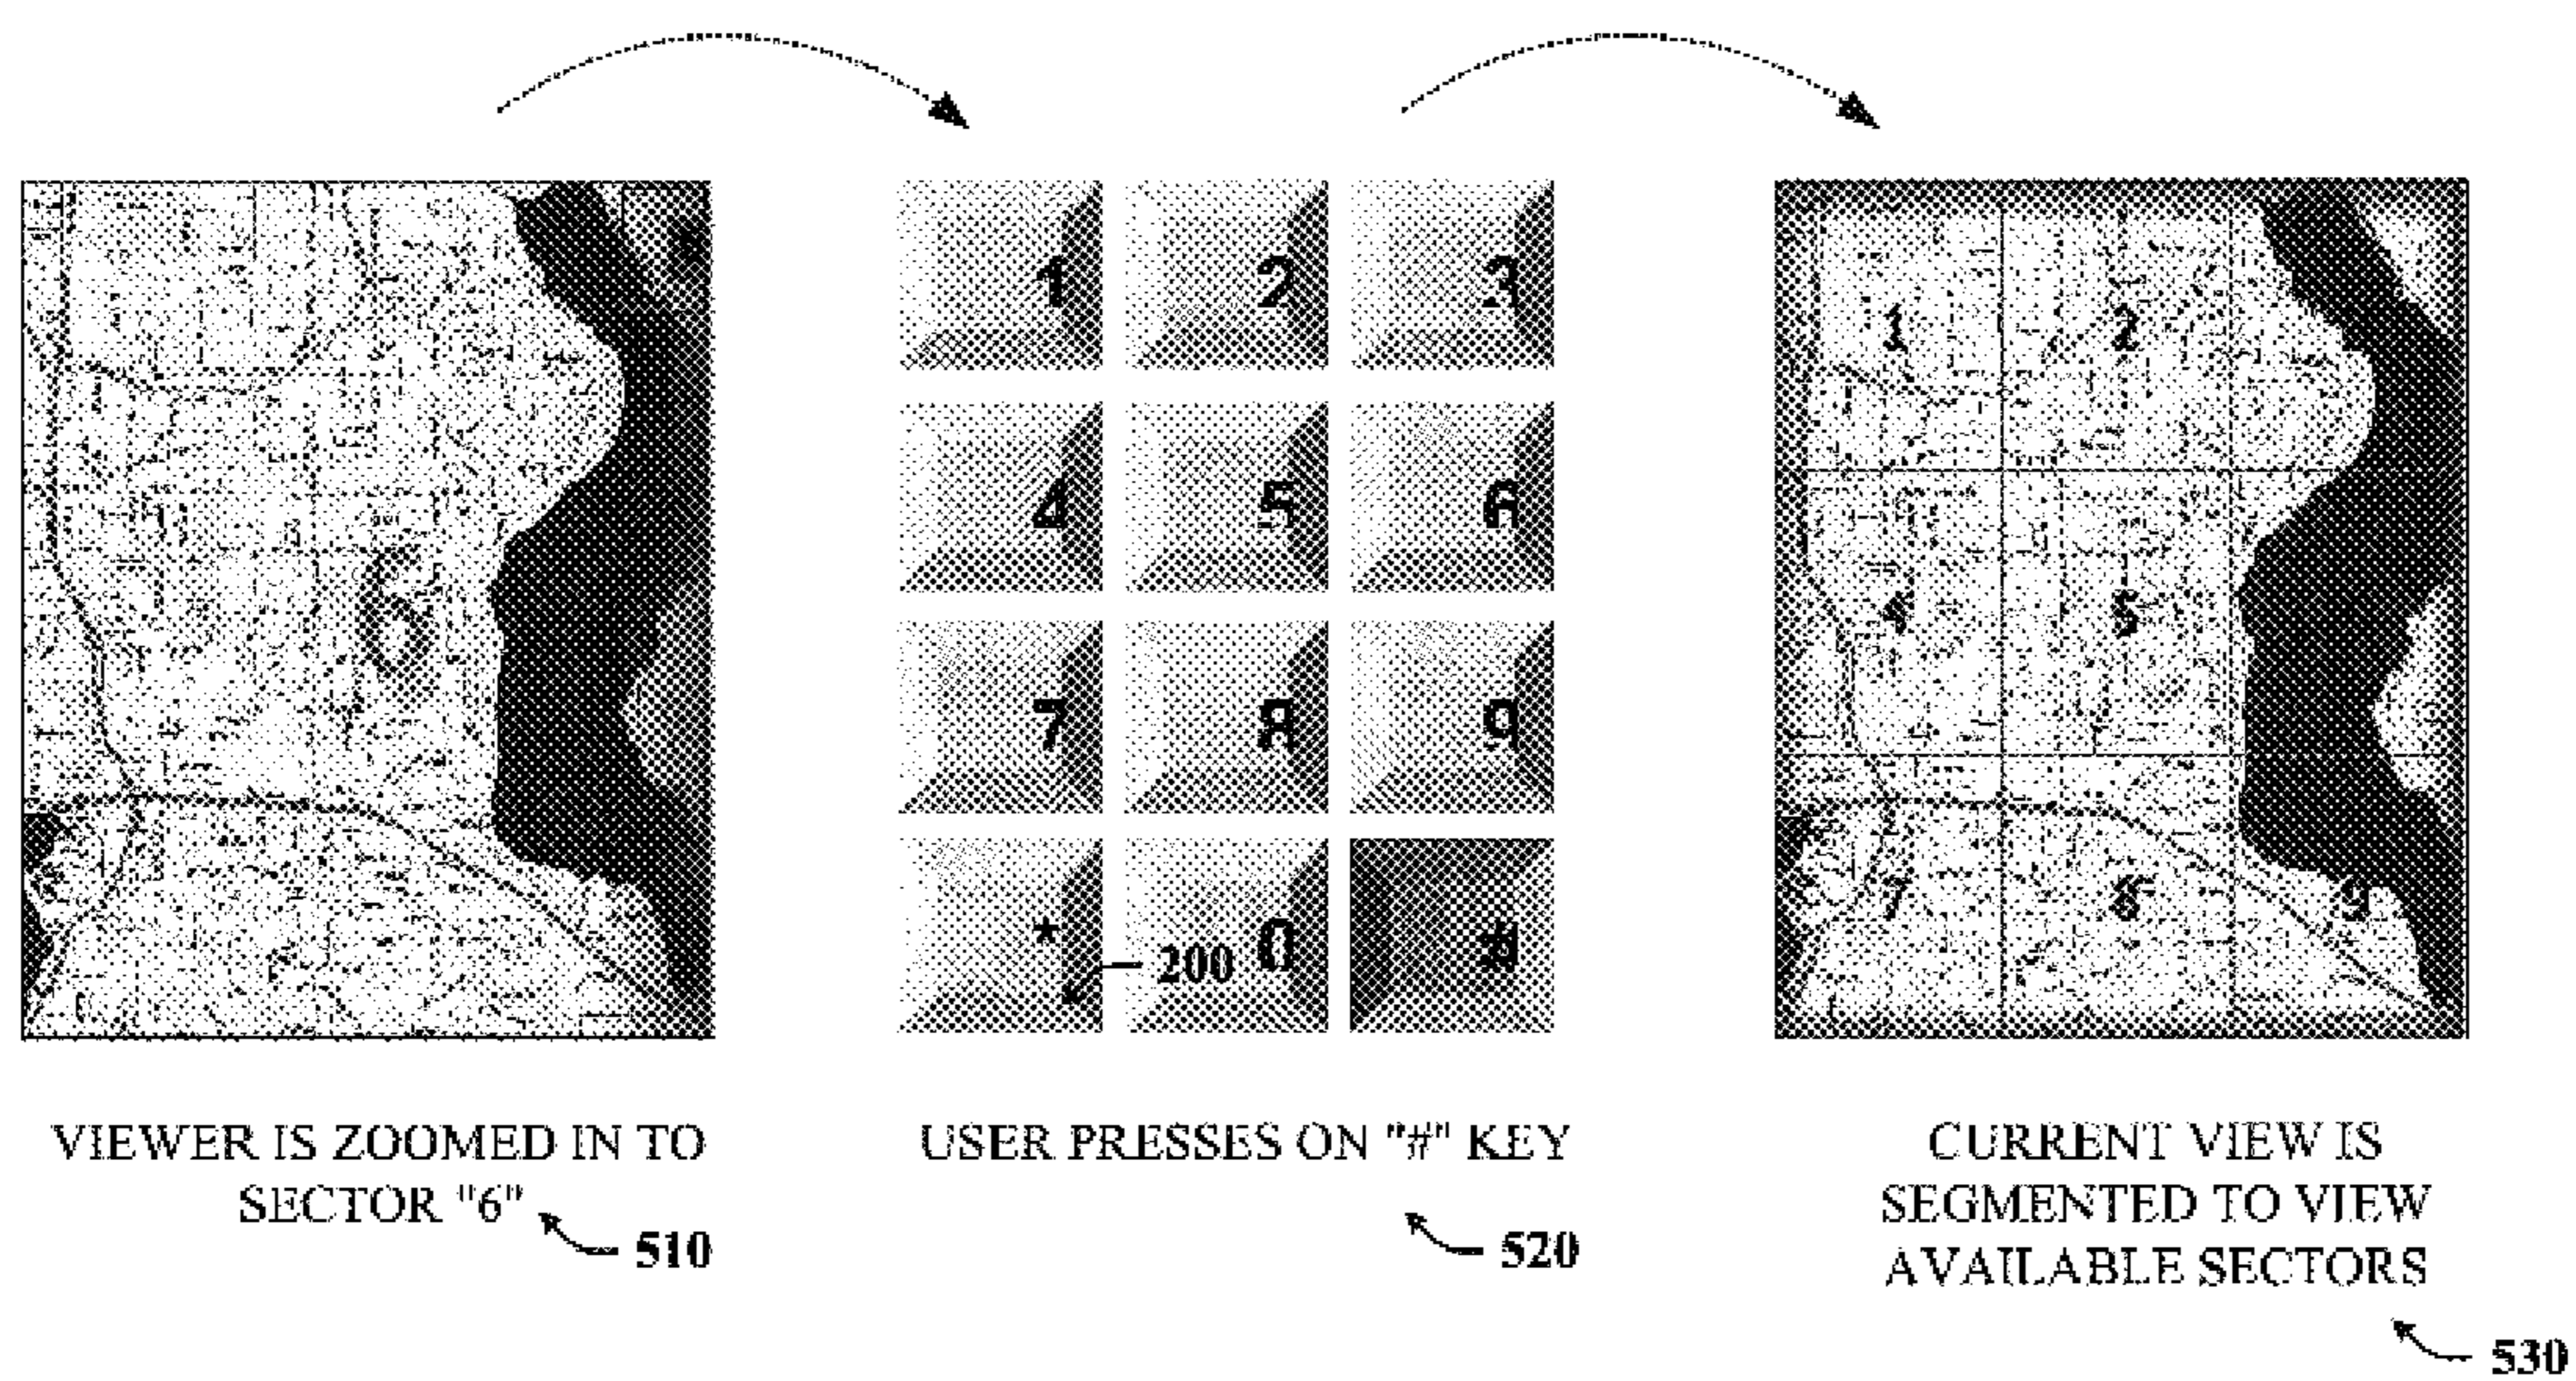 6
1 2 3
4 5 6
7 8 9
* 0 #
200
1 2
4 5
7 8 9
VIEWER IS ZOOMED IN TO
SECTOR "6"
510
USER PRESSES ON "#" KEY
520
CURRENT VIEW IS
SEGMENTED TO VIEW
AVAILABLE SECTORS
530